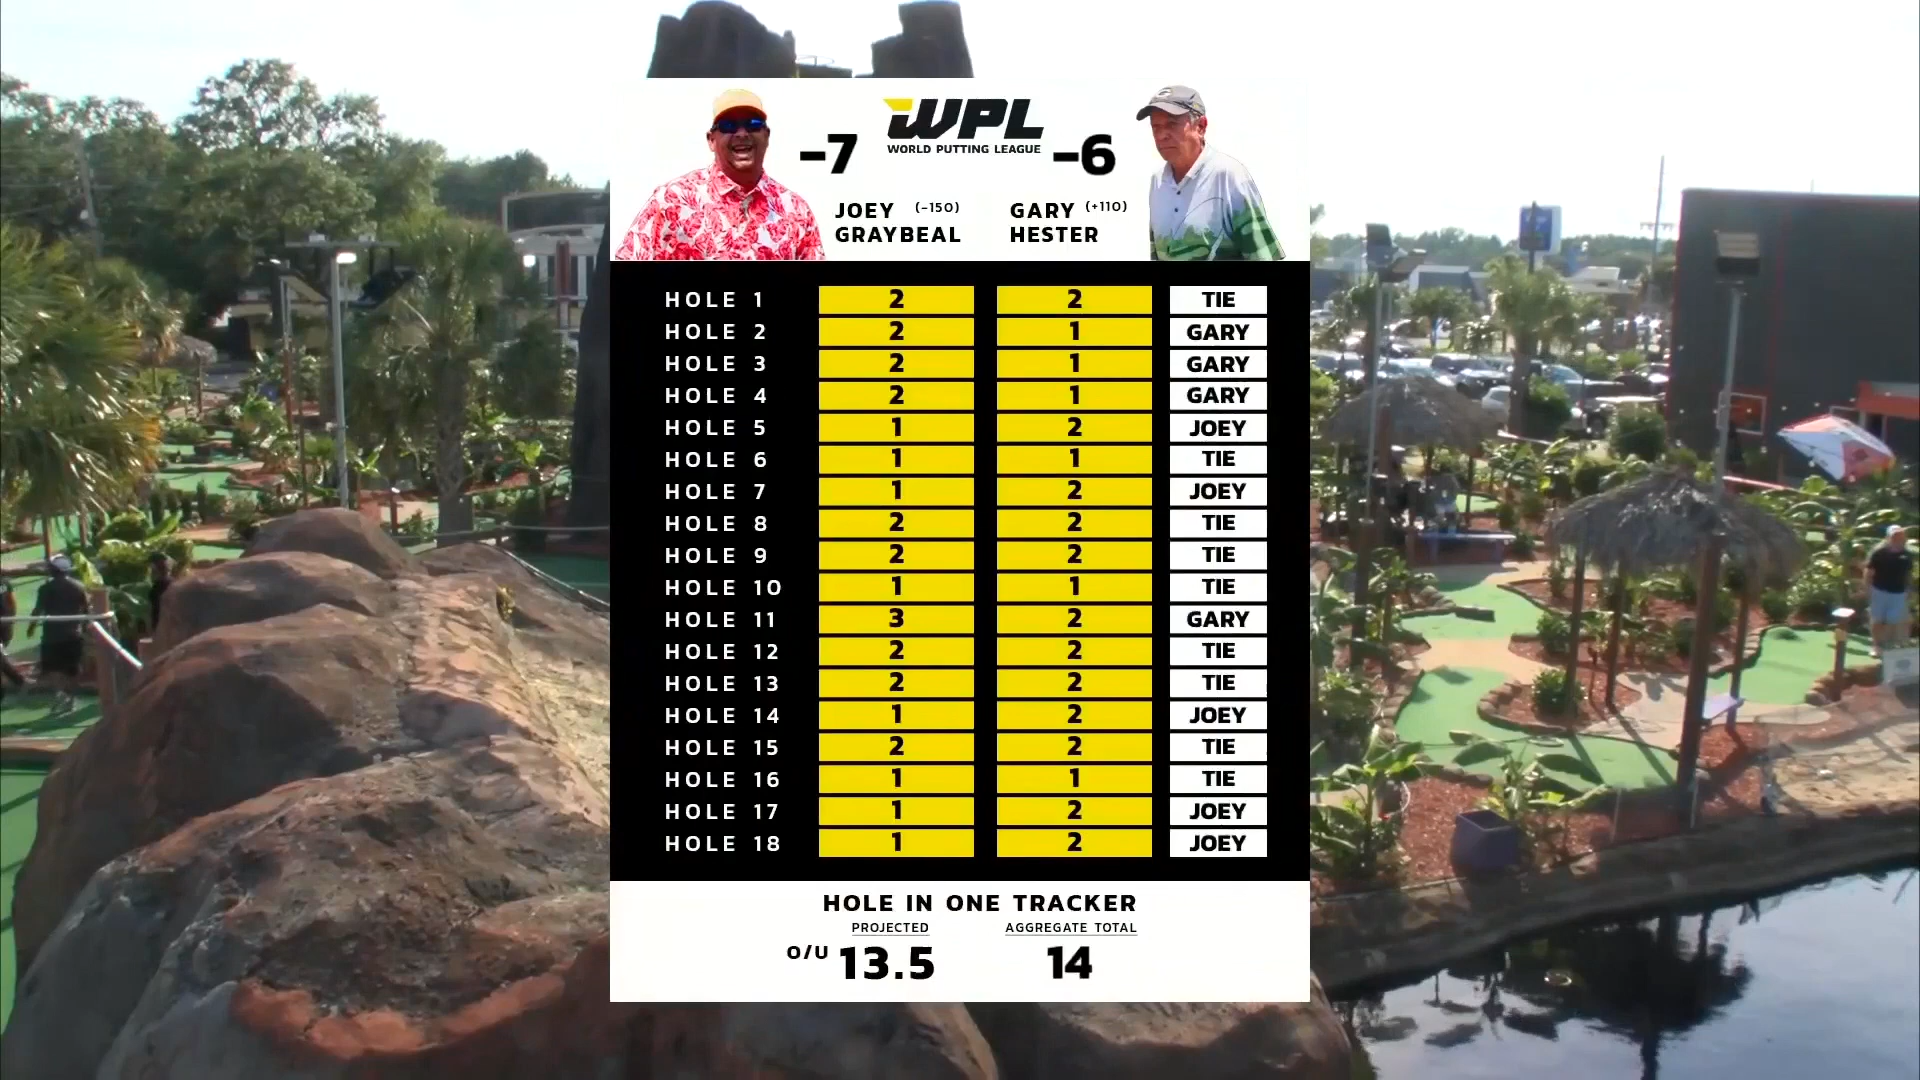 -7
WPL
WORLD PUTTING LEAGUE
-6
JOEY (-150)
GRAYBEAL
GARY (+110)
HESTER
HOLE 1 2 2 TIE
HOLE 2 2 1 GARY
HOLE 3 2 1 GARY
HOLE 4 2 1 GARY
HOLE 5 1 2 JOEY
HOLE 6 1 1 TIE
HOLE 7 1 2 JOEY
HOLE 8 2 2 TIE
HOLE 9 2 2 TIE
HOLE 10 1 1 TIE
HOLE 11 3 2 GARY
HOLE 12 2 2 TIE
HOLE 13 2 2 TIE
HOLE 14 1 2 JOEY
HOLE 15 2 2 TIE
HOLE 16 1 1 TIE
HOLE 17 1 2 JOEY
HOLE 18 1 2 JOEY
HOLE IN ONE TRACKER
PROJECTED AGGREGATE TOTAL
O/U 13.5 14